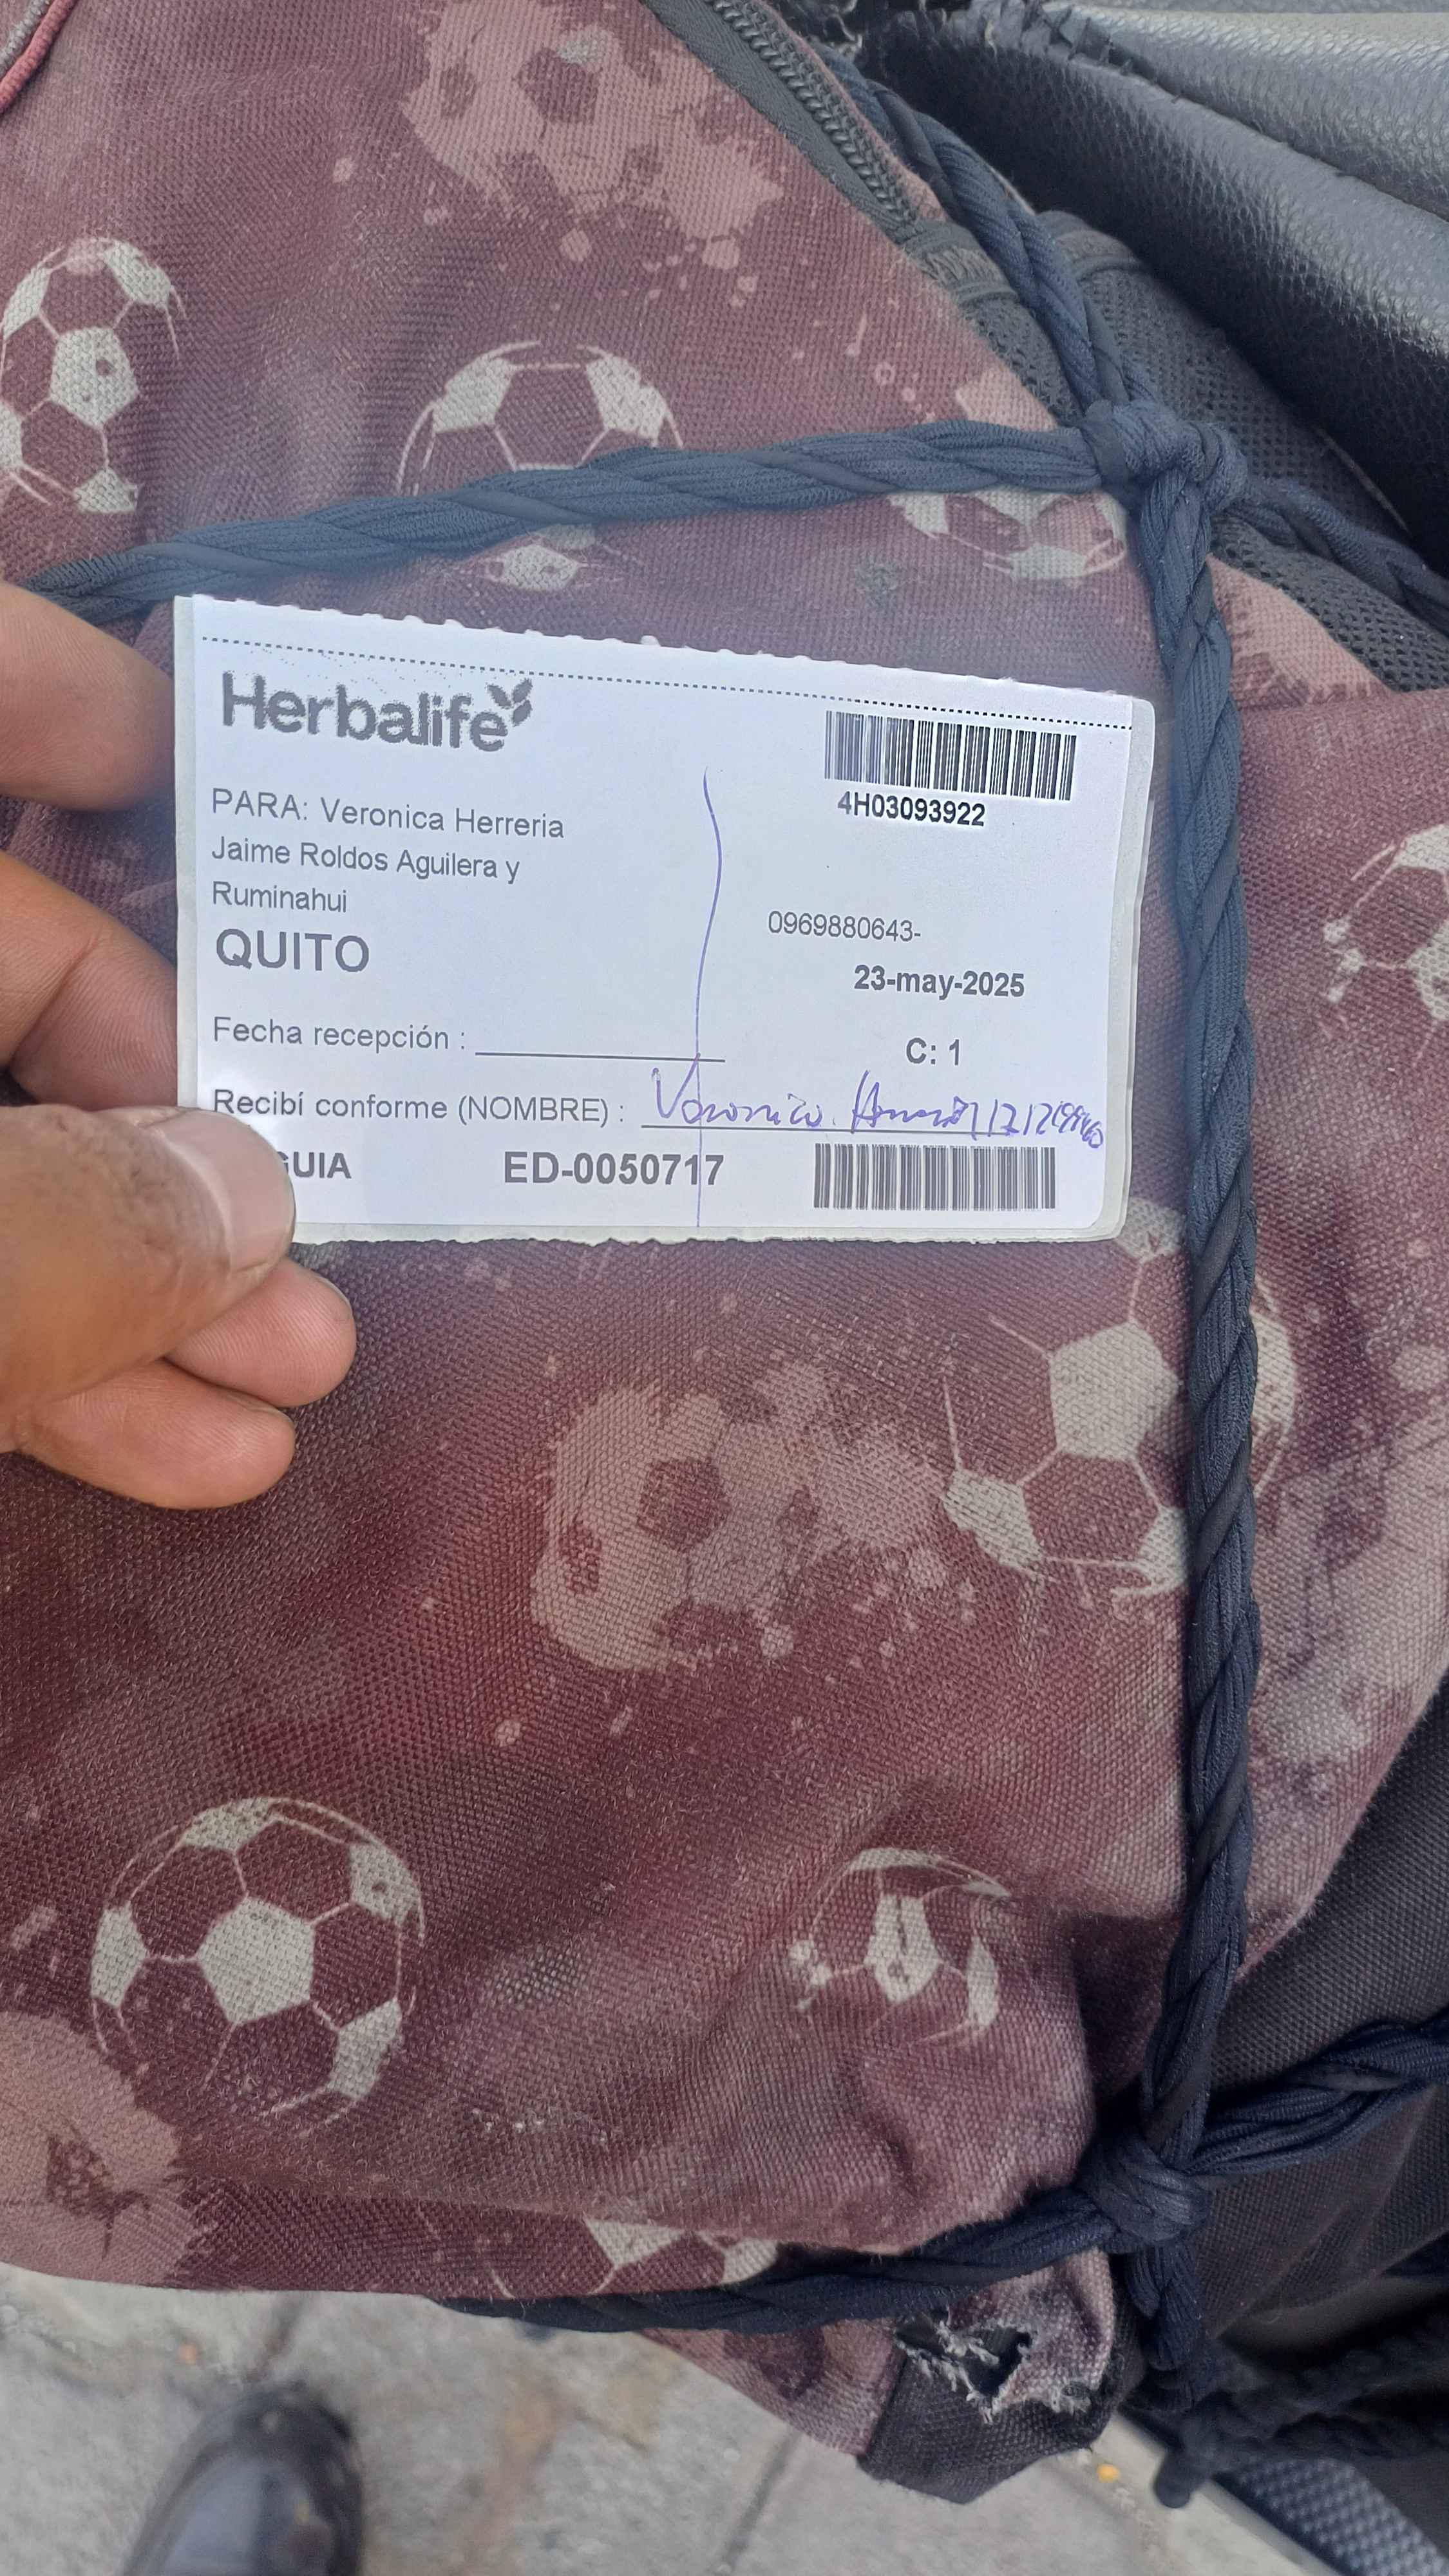 Herbalife
4H03093922
PARA: Veronica Herreria
Jaime Roldos Aguilera y
Ruminahui
QUITO
0969880643-
23-may-2025
Fecha recepción :
C: 1
Recibí conforme (NOMBRE) : Veronica
GUIA ED-0050717